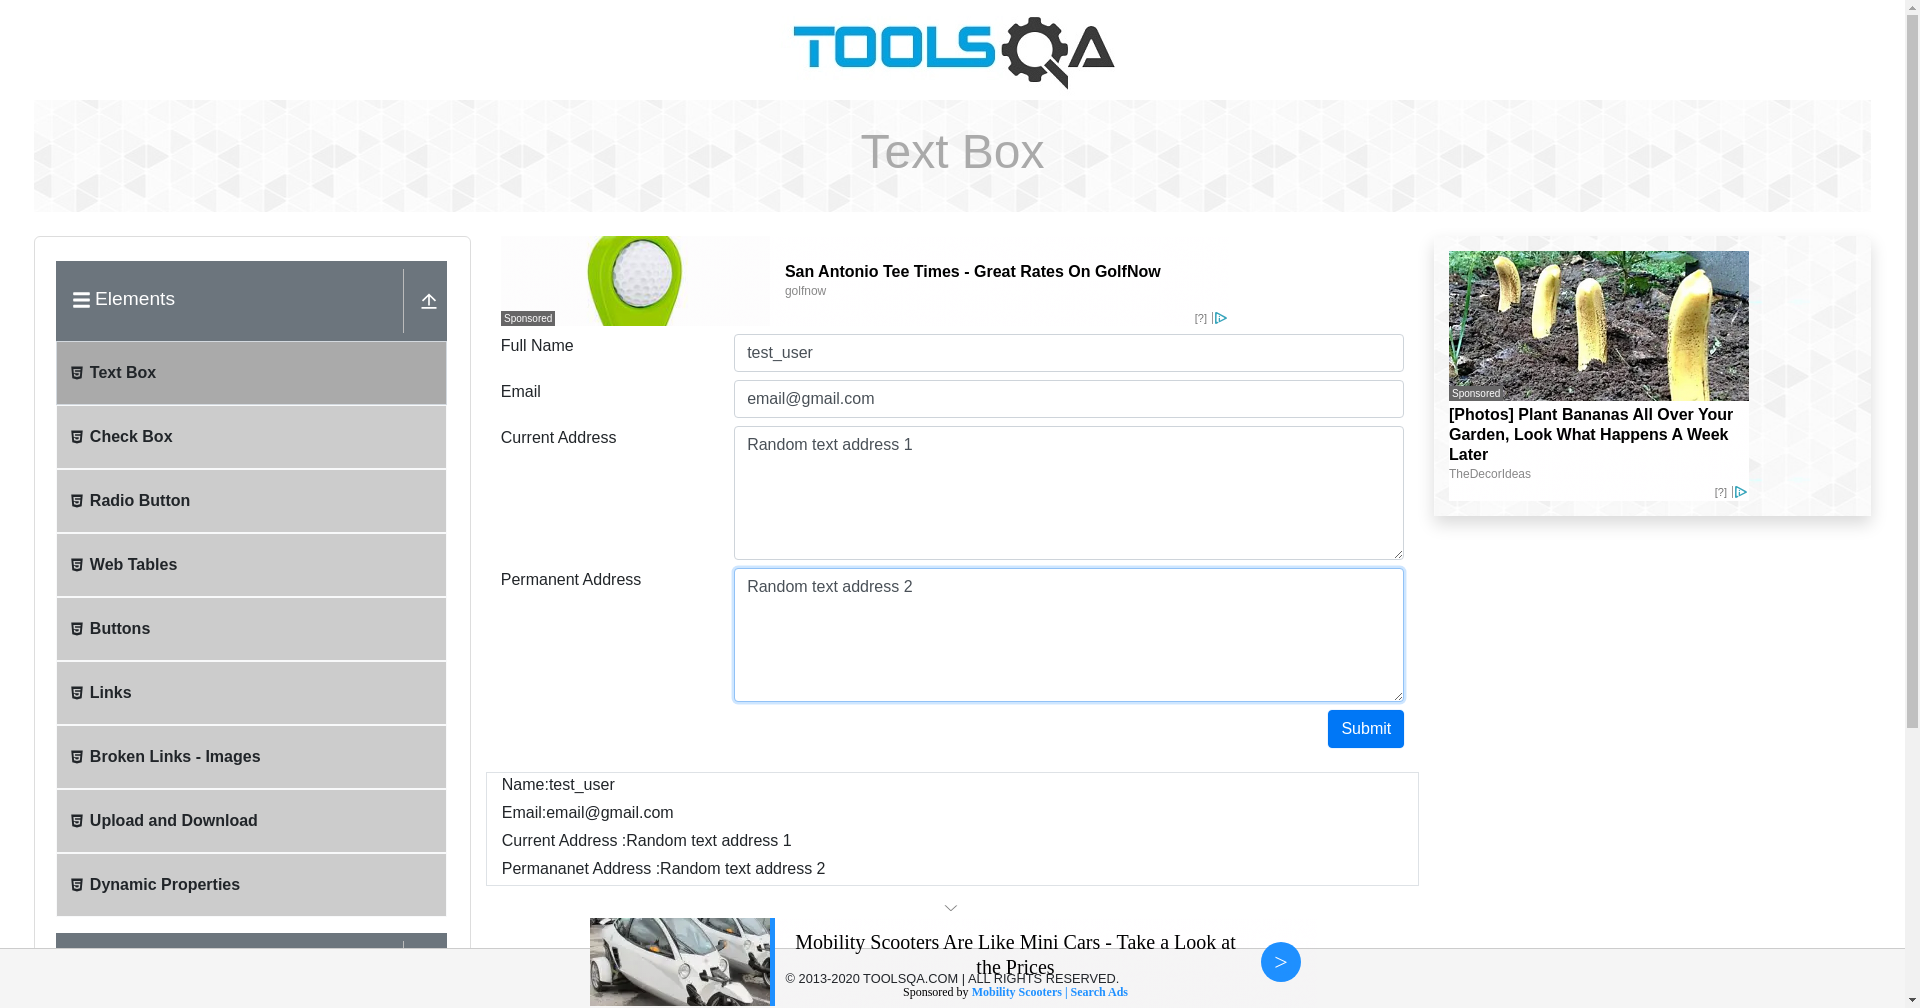 TOOLSQA
Text Box
Elements
Text Box
Check Box
Radio Button
Web Tables
Buttons
Links
Broken Links - Images
Upload and Download
Dynamic Properties
San Antonio Tee Times - Great Rates On GolfNow
golfnow
Sponsored
[?]
Full Name
test_user
Email
email@gmail.com
Current Address
Random text address 1
Permanent Address
Random text address 2
Submit
Name:test_user
Email:email@gmail.com
Current Address :Random text address 1
Permananet Address :Random text address 2
Sponsored
[Photos] Plant Bananas All Over Your
Garden, Look What Happens A Week
Later
TheDecorIdeas
[?]
Mobility Scooters Are Like Mini Cars - Take a Look at
the Prices
>
© 2013-2020 TOOLSQA.COM | ALL RIGHTS RESERVED.
Sponsored by Mobility Scooters | Search Ads